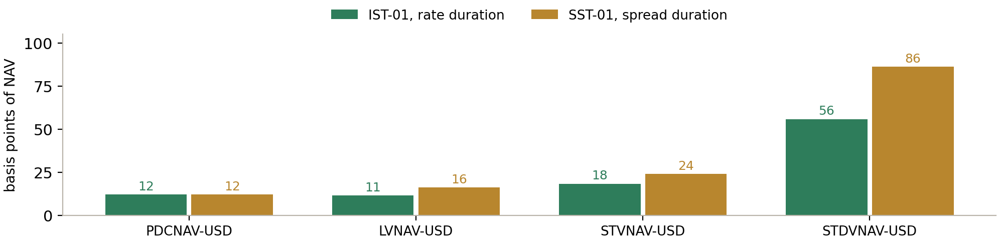 IST-01, rate duration
SST-01, spread duration
basis points of NAV
100
75
50
25
0
12
12
11
16
18
24
56
86
PDCNAV-USD
LVNAV-USD
STVNAV-USD
STDVNAV-USD